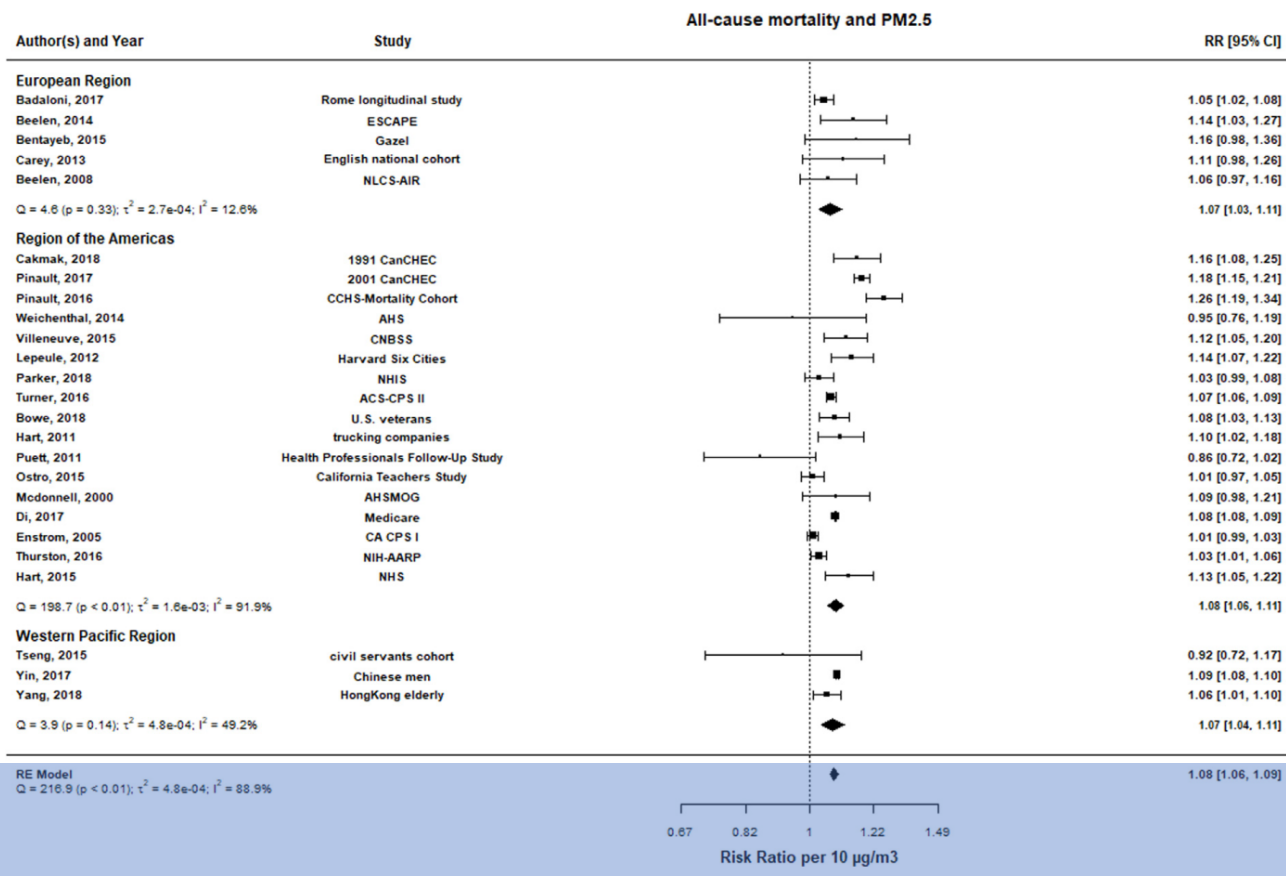 All-cause mortality and PM2.5
Author(s) and Year Study RR [95% CI]
European Region
Badaloni, 2017 Rome longitudinal study 1.05 [1.02, 1.08]
Beelen, 2014 ESCAPE 1.14 [1.03, 1.27]
Bentayeb, 2015 Gazel 1.16 [0.98, 1.36]
Carey, 2013 English national cohort 1.11 [0.98, 1.26]
Beelen, 2008 NLCS-AIR 1.06 [0.97, 1.16]
Q = 4.6 (p = 0.33); τ² = 2.7e-04; I² = 12.6% 1.07 [1.03, 1.11]
Region of the Americas
Cakmak, 2018 1991 CanCHEC 1.16 [1.08, 1.25]
Pinault, 2017 2001 CanCHEC 1.18 [1.15, 1.21]
Pinault, 2016 CCHS-Mortality Cohort 1.26 [1.19, 1.34]
Weichenthal, 2014 AHS 0.95 [0.76, 1.19]
Villeneuve, 2015 CNBSS 1.12 [1.05, 1.20]
Lepeule, 2012 Harvard Six Cities 1.14 [1.07, 1.22]
Parker, 2018 NHIS 1.03 [0.99, 1.08]
Turner, 2016 ACS-CPS II 1.07 [1.06, 1.09]
Bowe, 2018 U.S. veterans 1.08 [1.03, 1.13]
Hart, 2011 trucking companies 1.10 [1.02, 1.18]
Puett, 2011 Health Professionals Follow-Up Study 0.86 [0.72, 1.02]
Ostro, 2015 California Teachers Study 1.01 [0.97, 1.05]
Mcdonnell, 2000 AHSMOG 1.09 [0.98, 1.21]
Di, 2017 Medicare 1.08 [1.08, 1.09]
Enstrom, 2005 CA CPS I 1.01 [0.99, 1.03]
Thurston, 2016 NIH-AARP 1.03 [1.01, 1.06]
Hart, 2015 NHS 1.13 [1.05, 1.22]
Q = 198.7 (p < 0.01); τ² = 1.6e-03; I² = 91.9% 1.08 [1.06, 1.11]
Western Pacific Region
Tseng, 2015 civil servants cohort 0.92 [0.72, 1.17]
Yin, 2017 Chinese men 1.09 [1.08, 1.10]
Yang, 2018 HongKong elderly 1.06 [1.01, 1.10]
Q = 3.9 (p = 0.14); τ² = 4.8e-04; I² = 49.2% 1.07 [1.04, 1.11]
RE Model 1.08 [1.06, 1.09]
Q = 216.9 (p < 0.01); τ² = 4.8e-04; I² = 88.9%
0.67 0.82 1 1.22 1.49
Risk Ratio per 10 µg/m3